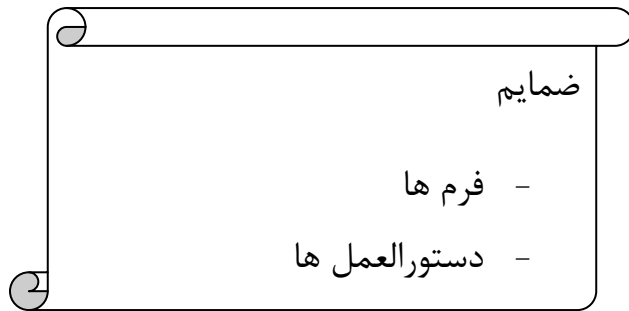 ضمایم
- فرم ها
- دستورالعمل ها